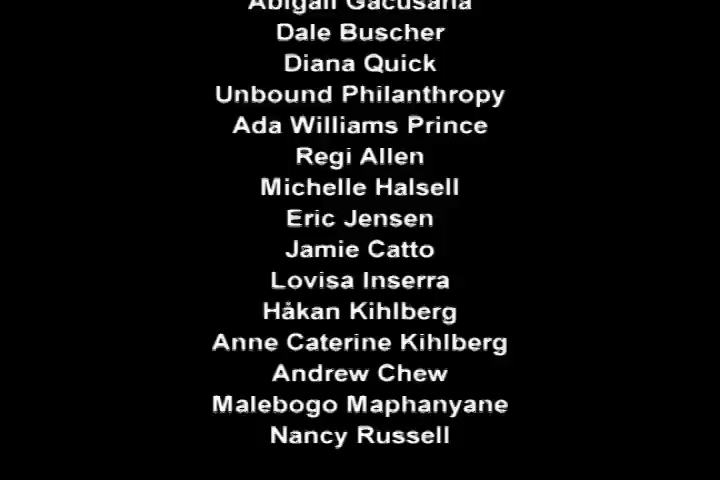 Abigail Gacusana
Dale Buscher
Diana Quick
Unbound Philanthropy
Ada Williams Prince
Regi Allen
Michelle Halsell
Eric Jensen
Jamie Catto
Lovisa Inserra
Håkan Kihlberg
Anne Caterine Kihlberg
Andrew Chew
Malebogo Maphanyane
Nancy Russell